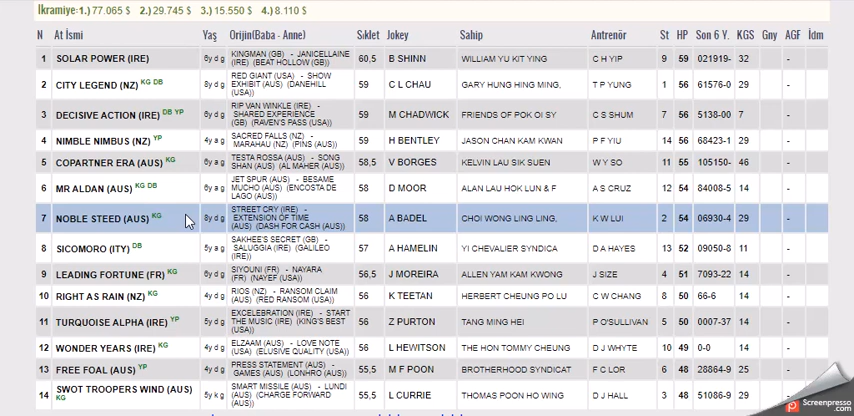 İkramiye: 1.) 77.065 $ 2.) 29.745 $ 3.) 15.550 $ 4.) 8.110 $
N At İsmi Yaş Orijin(Baba - Anne) Sıklet Jokey Sahip Antrenör St HP Son 6 Y. KGS Gny AGF İdm
1 SOLAR POWER (IRE) 6y d g KINGMAN (GB) - JANICELLAINE (IRE) (BEAT HOLLOW (GB)) 60,5 B SHINN WILLIAM YU KIT YING C H YIP 9 59 021919- 32 -
2 CITY LEGEND (NZ) KG DB 8y d g RED GIANT (USA) - SHOW EXHIBIT (AUS) (DANEHILL (USA)) 59 C L CHAU GARY HUNG HING MING, T P YUNG 1 56 61576-0 29 -
3 DECISIVE ACTION (IRE) DB YP 6y d g RIP VAN WINKLE (IRE) - SHARED EXPERIENCE (GB) (RAVEN'S PASS (USA)) 59 M CHADWICK FRIENDS OF POK OI SY C S SHUM 7 56 5138-00 7 -
4 NIMBLE NIMBUS (NZ) YP 4y a g SACRED FALLS (NZ) - MARAHAU (NZ) (PINS (AUS)) 59 H BENTLEY JASON CHAN KAM KWAN P F YIU 14 56 68423-1 29 -
5 COPARTNER ERA (AUS) KG 6y a g TESTA ROSSA (AUS) - SONG SHAN (AUS) (AL MAHER (AUS)) 58,5 V BORGES KELVIN LAU SIK SUEN W Y SO 11 55 105150- 46 -
6 MR ALDAN (AUS) KG DB 4y a g JET SPUR (AUS) - BESAME MUCHO (AUS) (ENCOSTA DE LAGO (AUS)) 58 D MOOR ALAN LAU HOK LUN & F A S CRUZ 12 54 84008-5 14 -
7 NOBLE STEED (AUS) KG 8y d g STREET CRY (IRE) - EXTENSION OF TIME (AUS) (DASH FOR CASH (AUS)) 58 A BADEL CHOI WONG LING LING, K W LUI 2 54 06930-4 29 -
8 SICOMORO (ITY) DB 5y a g SAKHEE'S SECRET (GB) - SALUGGIA (IRE) (GALILEO (IRE)) 57 A HAMELIN YI CHEVALIER SYNDICA D A HAYES 13 52 09050-8 11 -
9 LEADING FORTUNE (FR) KG 4y d g SIYOUNI (FR) - NAYARA (FR) (NAYEF (USA)) 56,5 J MOREIRA ALLEN YAM KAM KWONG J SIZE 4 51 7093-22 14 -
10 RIGHT AS RAIN (NZ) KG 4y d g RIOS (NZ) - RANSOM CLAIM (AUS) (RED RANSOM (USA)) 56 K TEETAN HERBERT CHEUNG PO LU C W CHANG 8 50 66-6 14 -
11 TURQUOISE ALPHA (IRE) YP 6y d g EXCELEBRATION (IRE) - START THE MUSIC (IRE) (KING'S BEST (USA)) 56 Z PURTON TANG MING HEI P O'SULLIVAN 5 50 0007-37 14 -
12 WONDER YEARS (IRE) KG 4y d g ELZAAM (AUS) - LOVE NOTE (USA) (ELUSIVE QUALITY (USA)) 56 L HEWITSON THE HON TOMMY CHEUNG D J WHYTE 10 49 0-0 14 -
13 FREE FOAL (AUS) YP 4y d g PRESS STATEMENT (AUS) - GAMES (AUS) (LONHRO (AUS)) 55,5 M F POON BROTHERHOOD SYNDICAT F C LOR 6 48 28864-9 25 -
14 SWOT TROOPERS WIND (AUS) KG 5y k g SMART MISSILE (AUS) - LUNDI (AUS) (CHARGE FORWARD (AUS)) 55,5 L CURRIE THOMAS POON HO WING D J HALL 3 48 51086-9 29 -
Screenpresso
.com